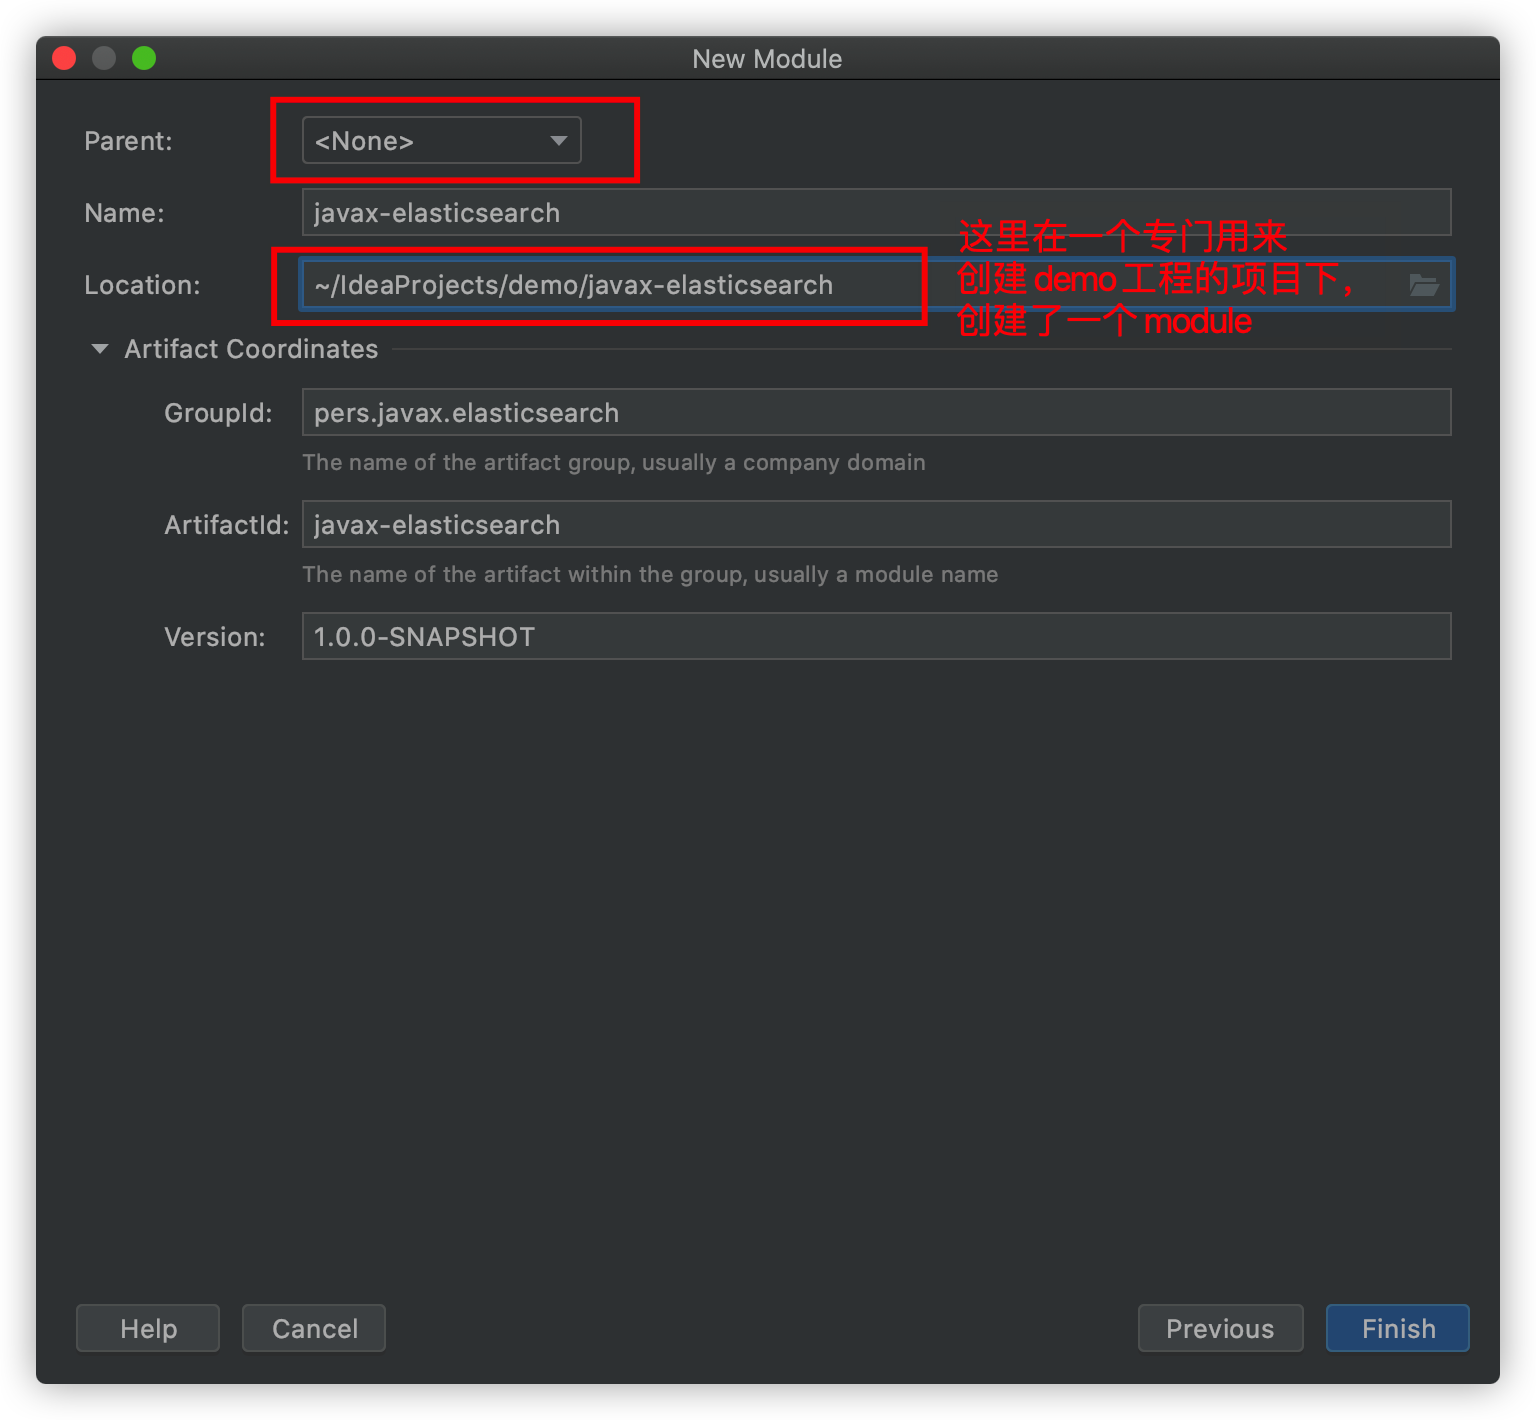 New Module
Parent:
<None>
Name:
javax-elasticsearch
这里在一个专门用来
Location:
~/IdeaProjects/demo/javax-elasticsearch
创建 demo 工程的项目下，
创建了一个 module
Artifact Coordinates
GroupId:
pers.javax.elasticsearch
The name of the artifact group, usually a company domain
ArtifactId:
javax-elasticsearch
The name of the artifact within the group, usually a module name
Version:
1.0.0-SNAPSHOT
Help
Cancel
Previous
Finish